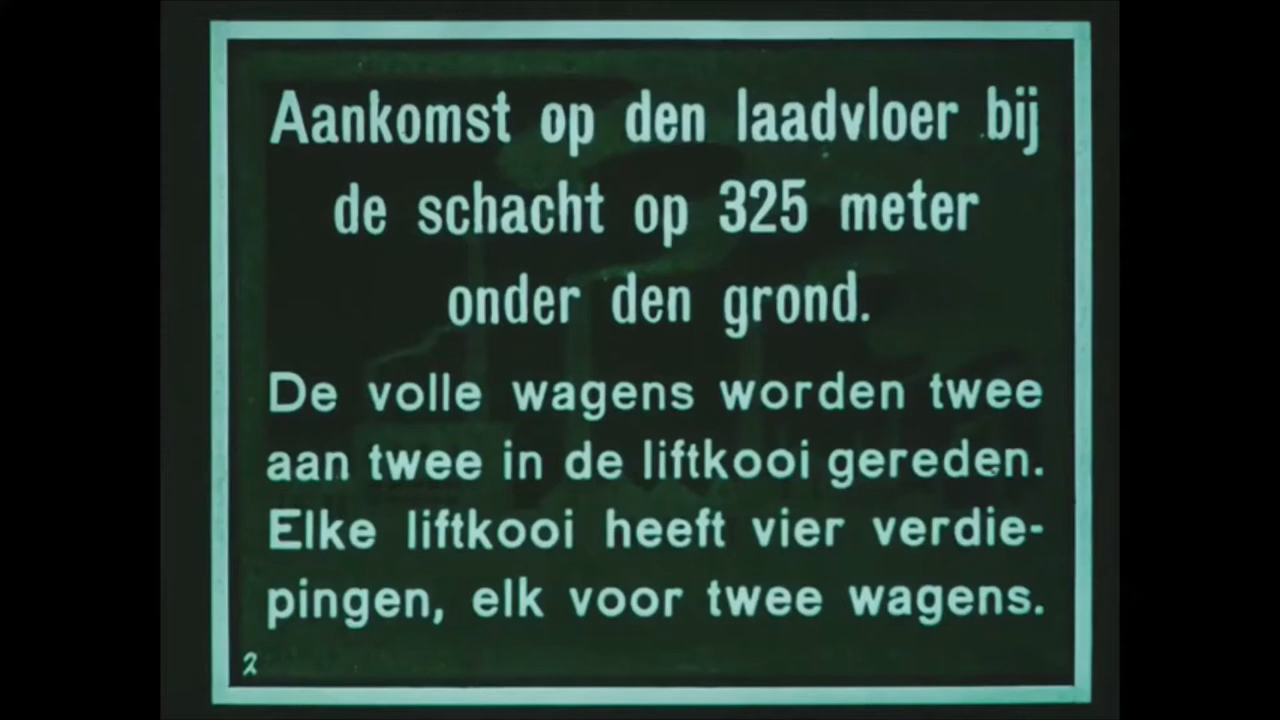 Aankomst op den laadvloer bij
de schacht op 325 meter
onder den grond.
De volle wagens worden twee
aan twee in de liftkooi gereden.
Elke liftkooi heeft vier verdie-
pingen, elk voor twee wagens.
2